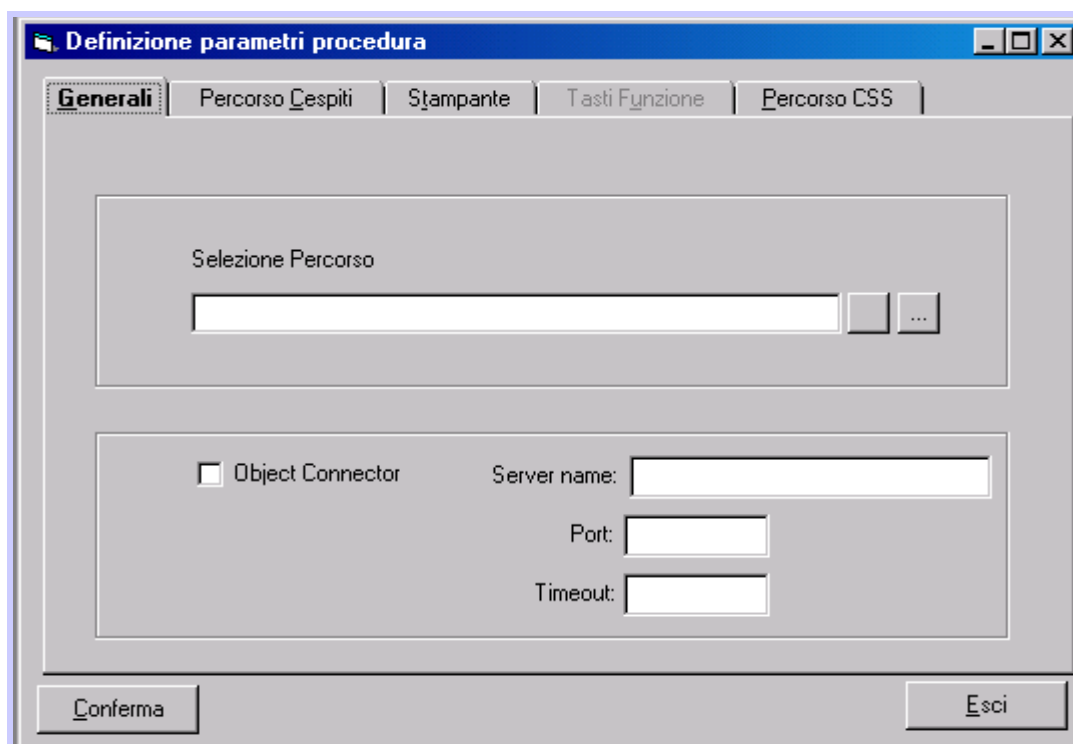 Definizione parametri procedura
Generali Percorso Cespiti Stampante Tasti Funzione Percorso CSS
Selezione Percorso
...
Object Connector Server name:
Port:
Timeout:
Conferma Esci